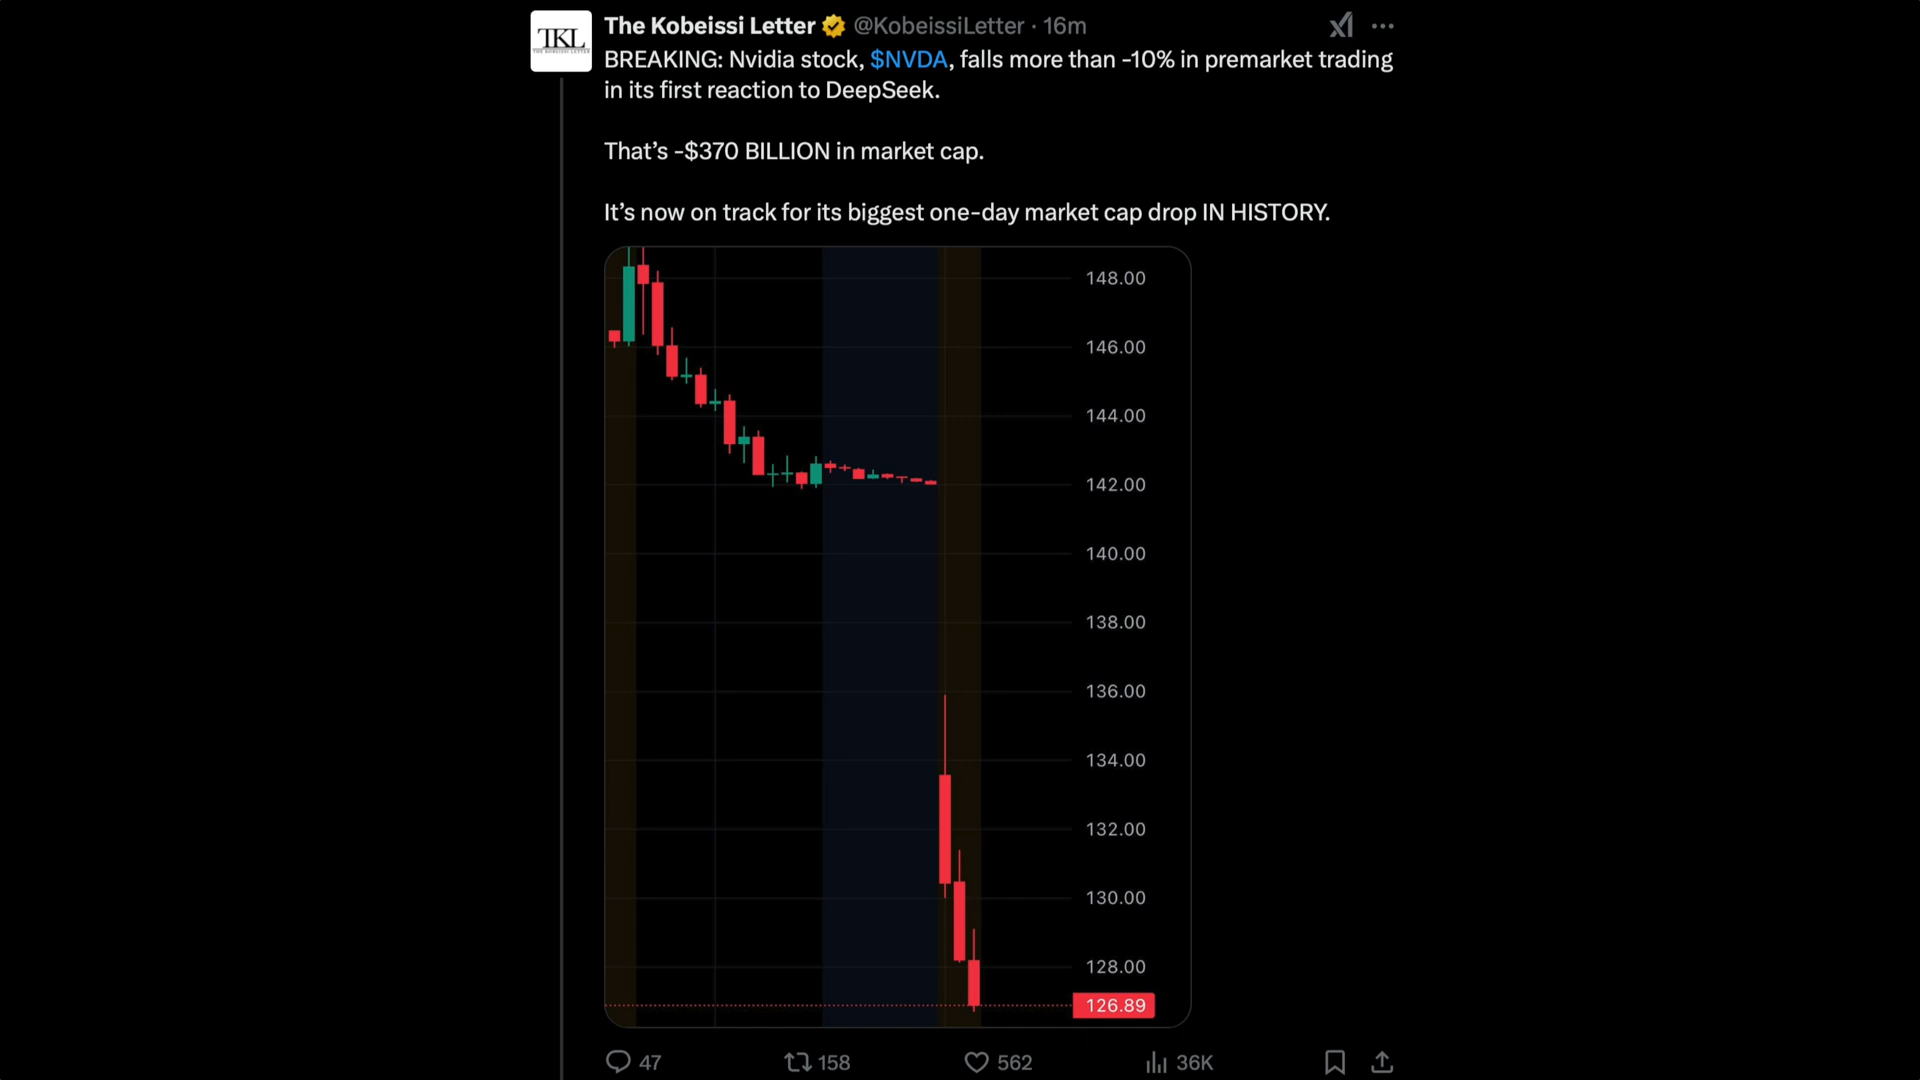 TKL
THE KOBEISSI LETTER
The Kobeissi Letter @KobeissiLetter · 16m
BREAKING: Nvidia stock, $NVDA, falls more than -10% in premarket trading
in its first reaction to DeepSeek.
That’s -$370 BILLION in market cap.
It’s now on track for its biggest one-day market cap drop IN HISTORY.
148.00
146.00
144.00
142.00
140.00
138.00
136.00
134.00
132.00
130.00
128.00
126.89
47 158 562 36K